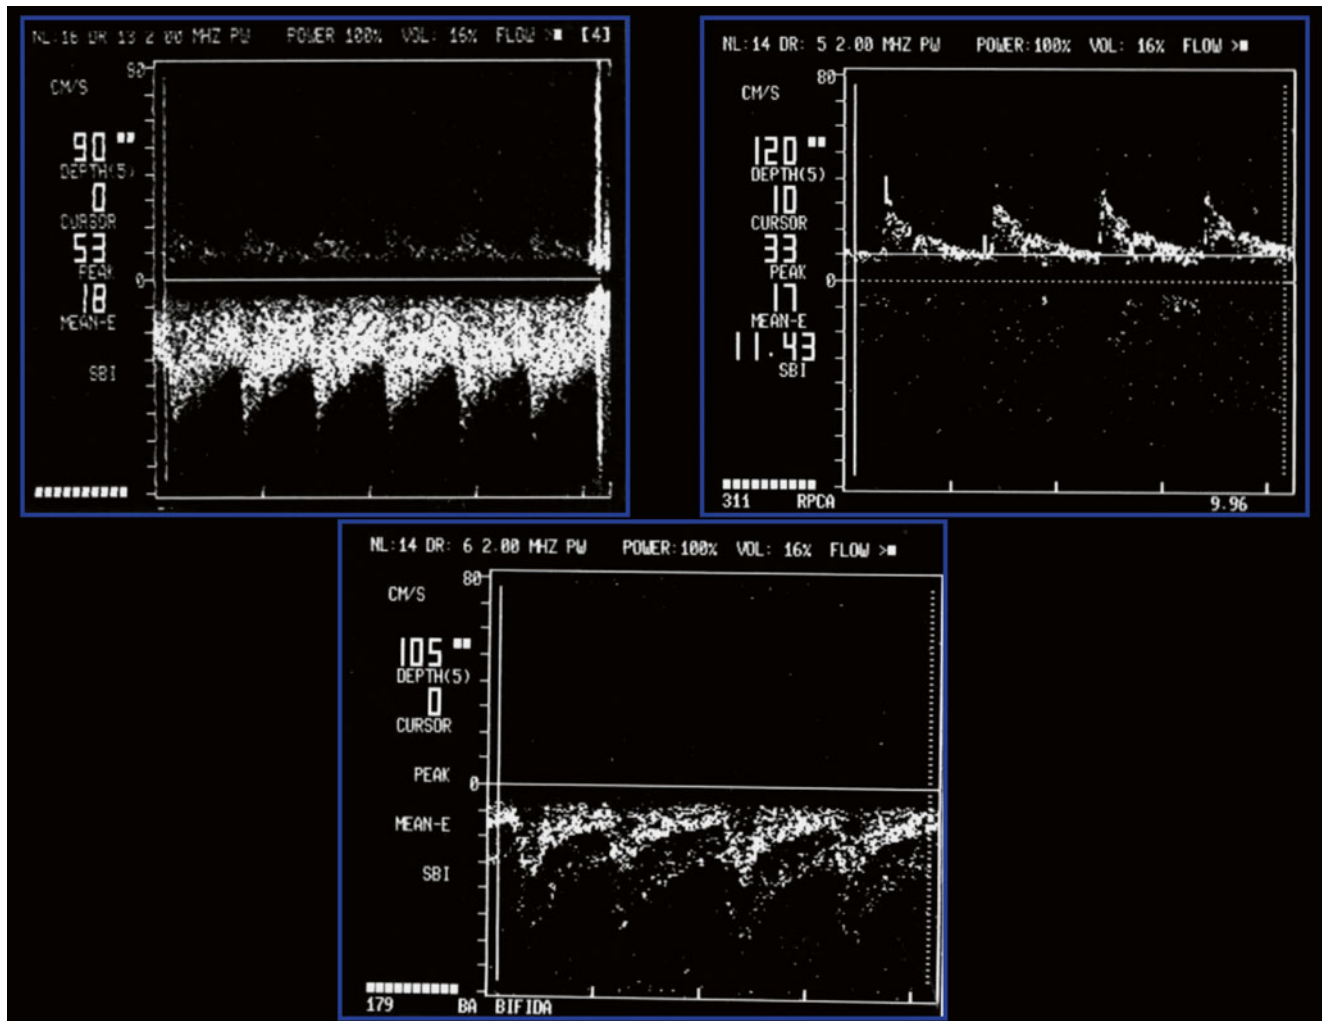 NL:16 DR 13 2.00 MHZ PW POWER 100% VOL: 16% FLOW >■ [4]
90
CM/S
90
DEPTH(5)
0
CURSOR
53
PEAK
0
18
MEAN-E
SBI
NL:14 DR: 5 2.00 MHZ PW POWER:100% VOL: 16% FLOW >■
80
CM/S
120
DEPTH(5)
10
CURSOR
33
PEAK
0
17
MEAN-E
11.43
SBI
311 RPCA 9.96
NL:14 DR: 6 2.00 MHZ PW POWER:100% VOL: 16% FLOW >■
80
CM/S
105
DEPTH(5)
0
CURSOR
PEAK
0
MEAN-E
SBI
179 BA BIFIDA